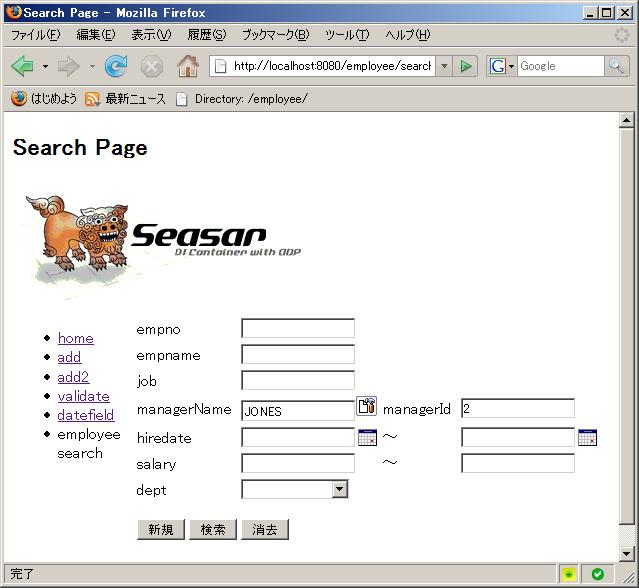 Search Page - Mozilla Firefox
ファイル(F) 編集(E) 表示(V) 履歴(S) ブックマーク(B) ツール(T) ヘルプ(H)
http://localhost:8080/employee/search Google
はじめよう 最新ニュース Directory: /employee/
Search Page
Seasar
DI Container with AOP
home
add
add2
validate
datefield
employee search
empno
empname
job
managerName JONES managerId 2
hiredate ～
salary ～
dept
新規 検索 消去
完了